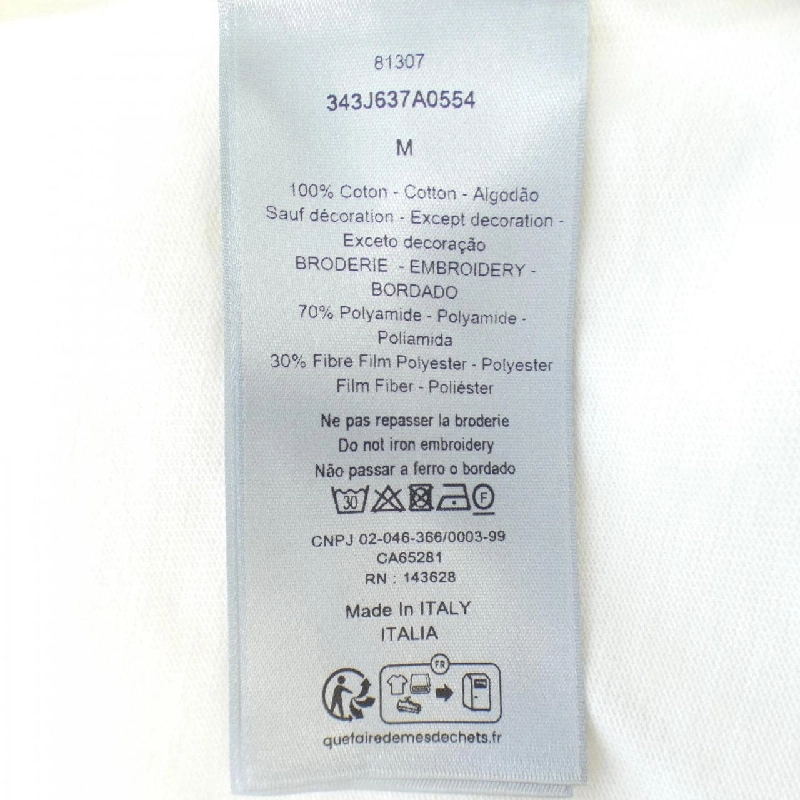 81307
343J637A0554
M
100% Coton - Cotton - Algodão
Sauf décoration - Except decoration -
Exceto decoração
BRODERIE - EMBROIDERY -
BORDADO
70% Polyamide - Polyamide -
Poliamida
30% Fibre Film Polyester - Polyester
Film Fiber - Poliéster
Ne pas repasser la broderie
Do not iron embroidery
Não passar a ferro o bordado
30 F
CNPJ 02-046-366/0003-99
CA65281
RN : 143628
Made In ITALY
ITALIA
FR
quefairedemesdechets.fr